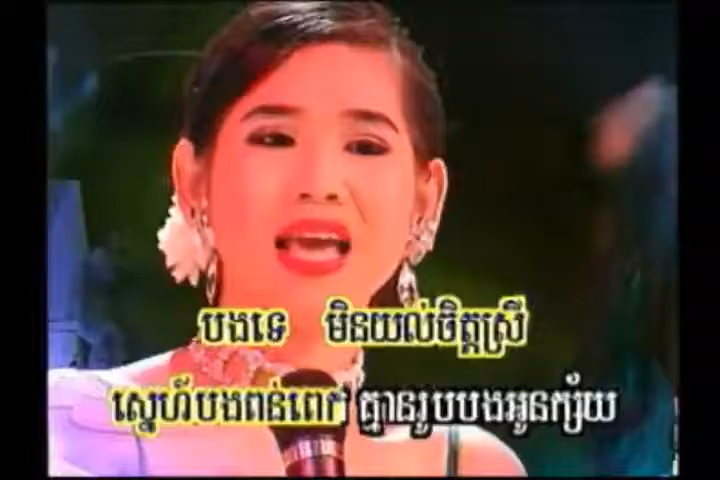 បងទេ មិនយល់ចិត្តស្រី
ស្នេហ៍បងពន់ពេក គ្មានរូបបងអូនក្ស័យ